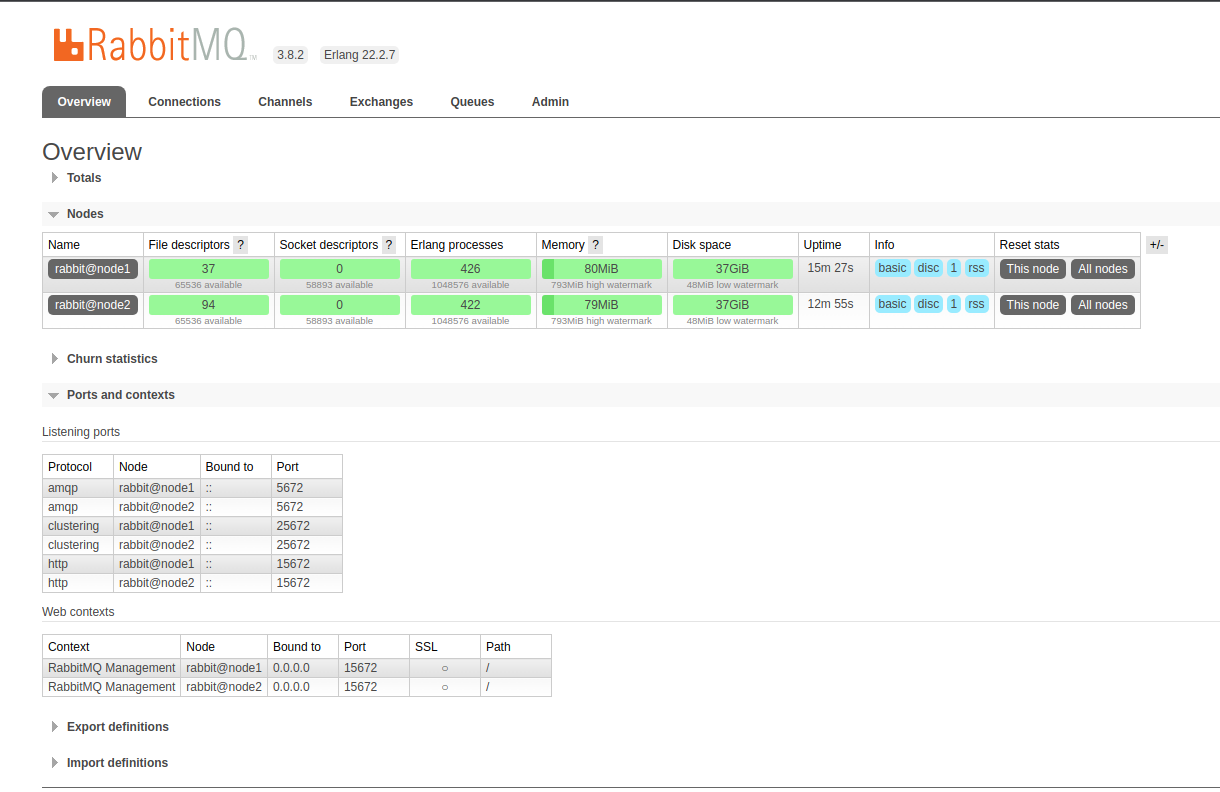 RabbitMQ TM 3.8.2 Erlang 22.2.7
Overview Connections Channels Exchanges Queues Admin
Overview
Totals
Nodes
Name File descriptors ? Socket descriptors ? Erlang processes Memory ? Disk space Uptime Info Reset stats +/-
rabbit@node1 37 0 426 80MiB 37GiB 15m 27s basic disc 1 rss This node All nodes
65536 available 58893 available 1048576 available 793MiB high watermark 48MiB low watermark
rabbit@node2 94 0 422 79MiB 37GiB 12m 55s basic disc 1 rss This node All nodes
65536 available 58893 available 1048576 available 793MiB high watermark 48MiB low watermark
Churn statistics
Ports and contexts
Listening ports
Protocol Node Bound to Port
amqp rabbit@node1 :: 5672
amqp rabbit@node2 :: 5672
clustering rabbit@node1 :: 25672
clustering rabbit@node2 :: 25672
http rabbit@node1 :: 15672
http rabbit@node2 :: 15672
Web contexts
Context Node Bound to Port SSL Path
RabbitMQ Management rabbit@node1 0.0.0.0 15672 ○ /
RabbitMQ Management rabbit@node2 0.0.0.0 15672 ○ /
Export definitions
Import definitions